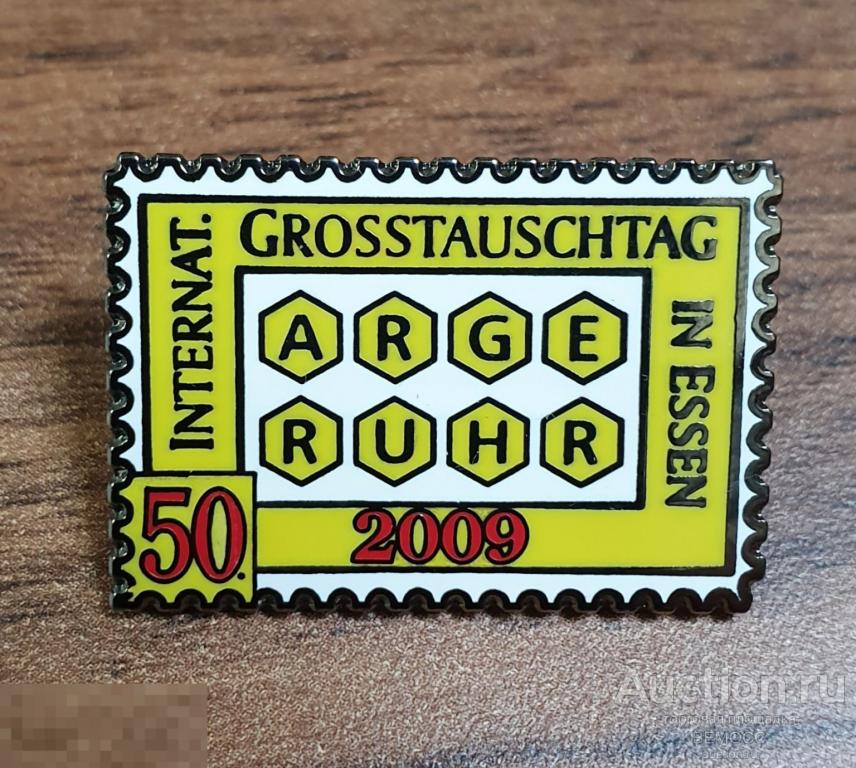 INTERNAT.
GROSSTAUSCHTAG
IN ESSEN
ARGE
RUHR
50.
2009
Auction.ru